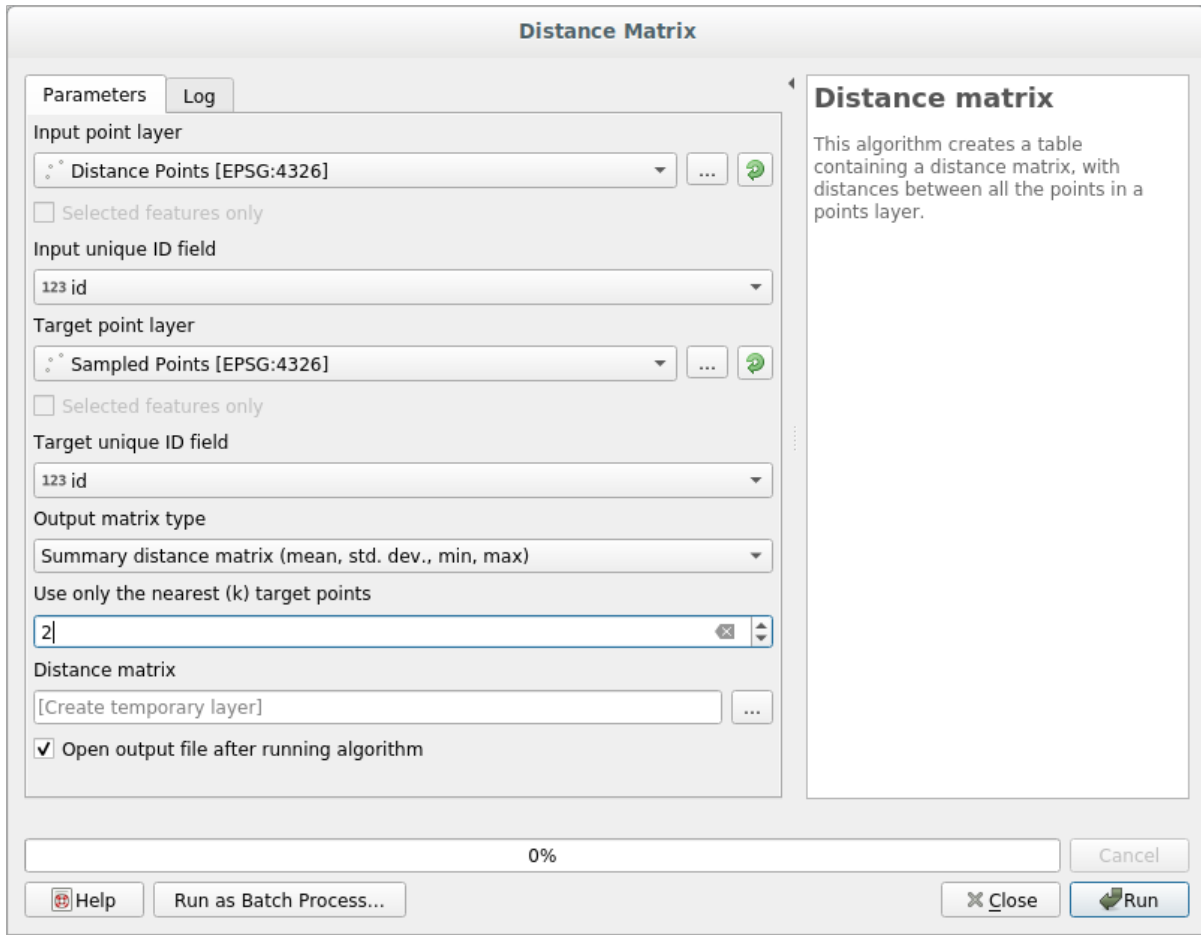 Distance Matrix
Parameters
Log
Input point layer
Distance Points [EPSG:4326]
...
Selected features only
Input unique ID field
123 id
Target point layer
Sampled Points [EPSG:4326]
...
Selected features only
Target unique ID field
123 id
Output matrix type
Summary distance matrix (mean, std. dev., min, max)
Use only the nearest (k) target points
2
Distance matrix
[Create temporary layer]
...
Open output file after running algorithm
Distance matrix
This algorithm creates a table
containing a distance matrix, with
distances between all the points in a
points layer.
0%
Cancel
Help
Run as Batch Process...
Close
Run